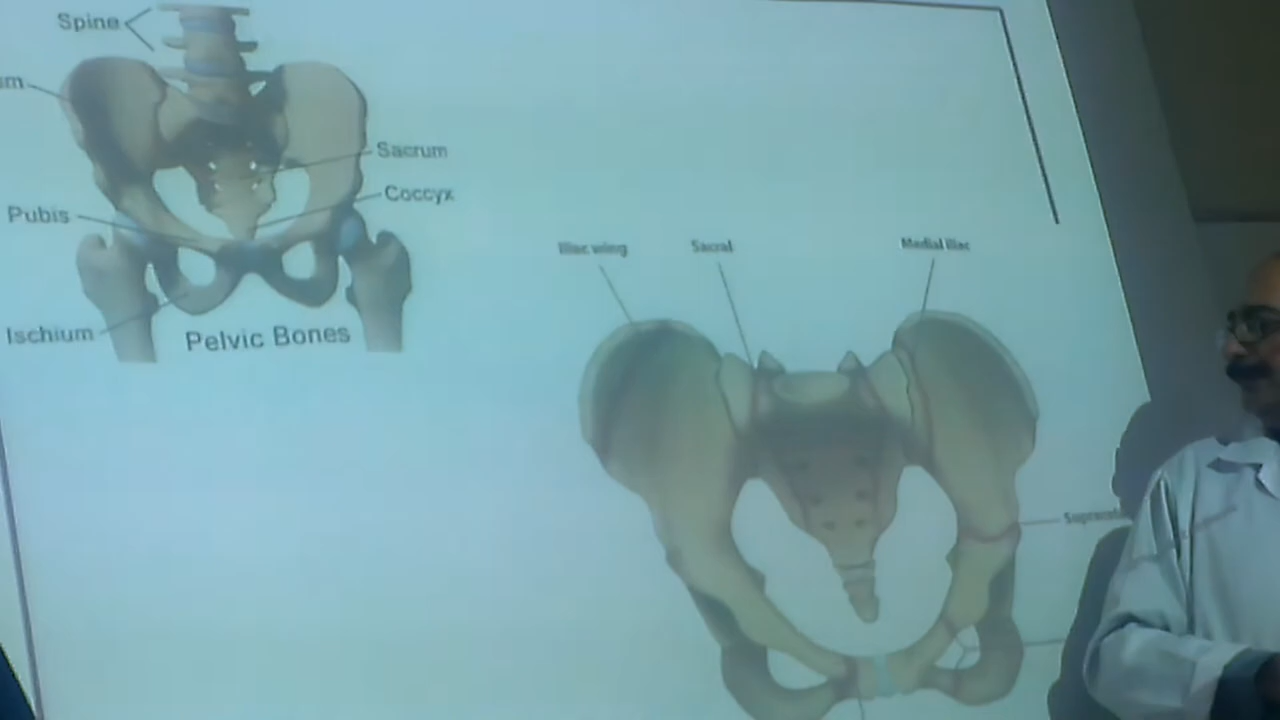 Spine
Sacrum
Coccyx
Pubis
Ischium
Pelvic Bones
Iliac wing
Sacral
Medial iliac